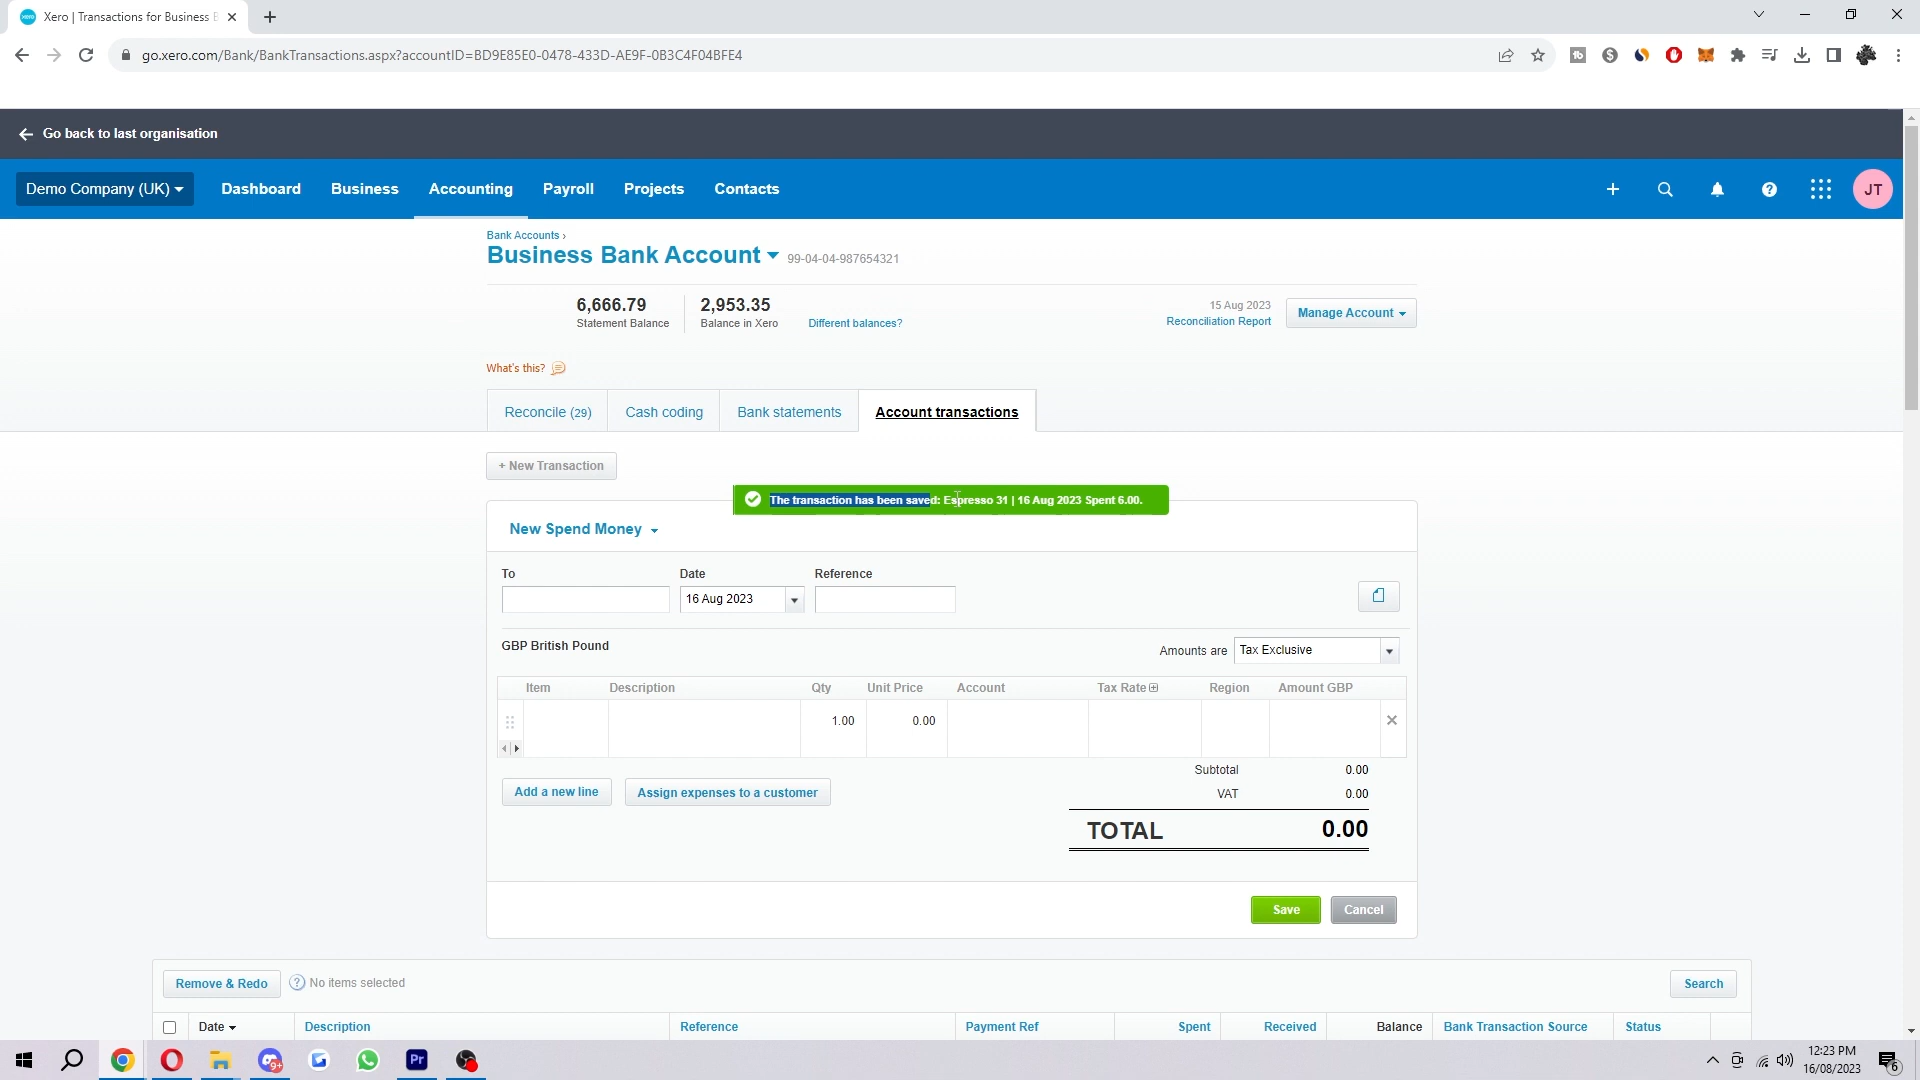 Xero | Transactions for Business B
go.xero.com/Bank/BankTransactions.aspx?accountID=BD9E85E0-0478-433D-AE9F-0B3C4F04BFE4
Go back to last organisation
Demo Company (UK)
Dashboard
Business
Accounting
Payroll
Projects
Contacts
JT
Bank Accounts ›
Business Bank Account
99-04-04-987654321
6,666.79
Statement Balance
2,953.35
Balance in Xero
Different balances?
15 Aug 2023
Reconciliation Report
Manage Account
What's this?
Reconcile (29)
Cash coding
Bank statements
Account transactions
+ New Transaction
The transaction has been saved: Espresso 31 | 16 Aug 2023 Spent 6.00.
New Spend Money
To
Date
Reference
16 Aug 2023
GBP British Pound
Amounts are
Tax Exclusive
Item
Description
Qty
Unit Price
Account
Tax Rate
Region
Amount GBP
1.00
0.00
Subtotal
0.00
Add a new line
Assign expenses to a customer
VAT
0.00
TOTAL
0.00
Save
Cancel
Remove & Redo
? No items selected
Search
Date
Description
Reference
Payment Ref
Spent
Received
Balance
Bank Transaction Source
Status
9+
Pr
12:23 PM
16/08/2023
6